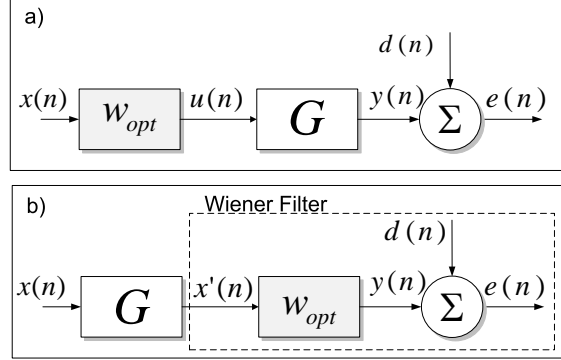 a)
d(n)
x(n) w_opt u(n) G y(n) Σ e(n)
b) Wiener Filter
d(n)
x(n) G x'(n) w_opt y(n) Σ e(n)